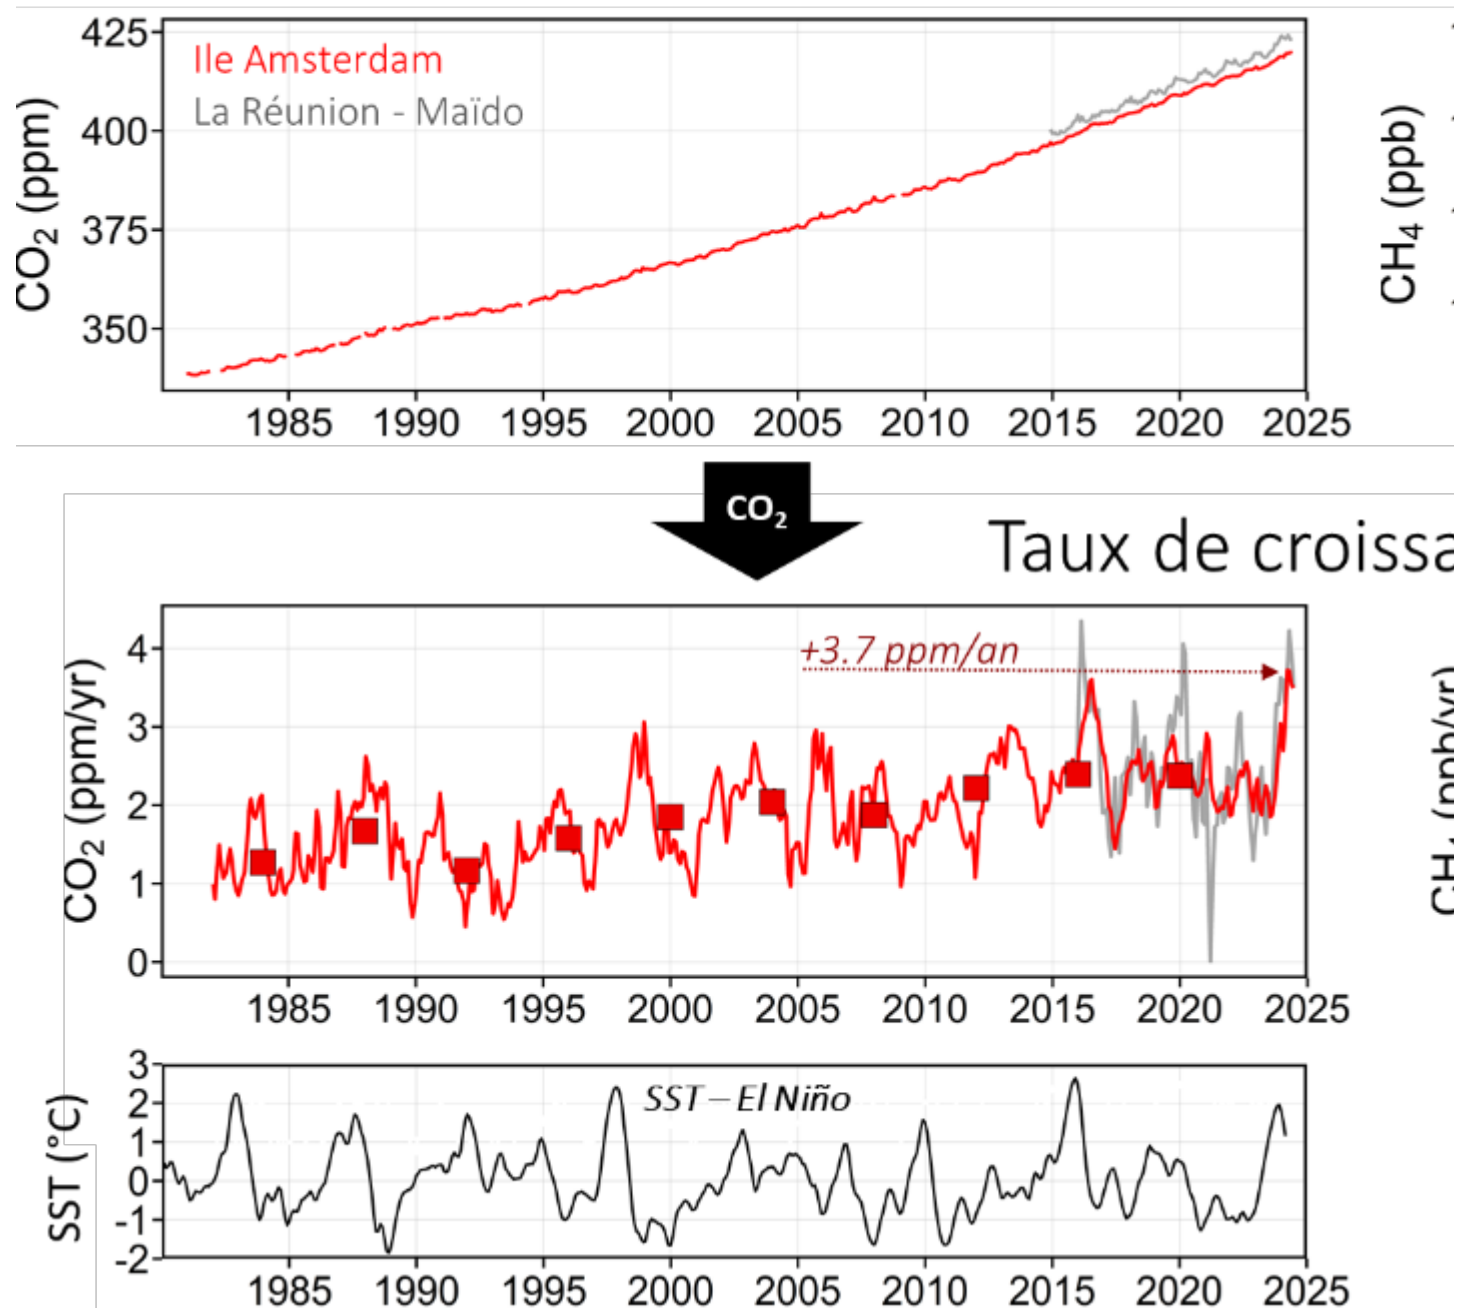 425
Ile Amsterdam
La Réunion - Maïdo
400
375
350
CO₂ (ppm)
CH₄ (ppb)
1985 1990 1995 2000 2005 2010 2015 2020 2025
CO₂
Taux de croissa
4
+3.7 ppm/an
3
2
1
0
CO₂ (ppm/yr)
1985 1990 1995 2000 2005 2010 2015 2020 2025
3
SST – El Niño
2
1
0
-1
-2
SST (°C)
1985 1990 1995 2000 2005 2010 2015 2020 2025